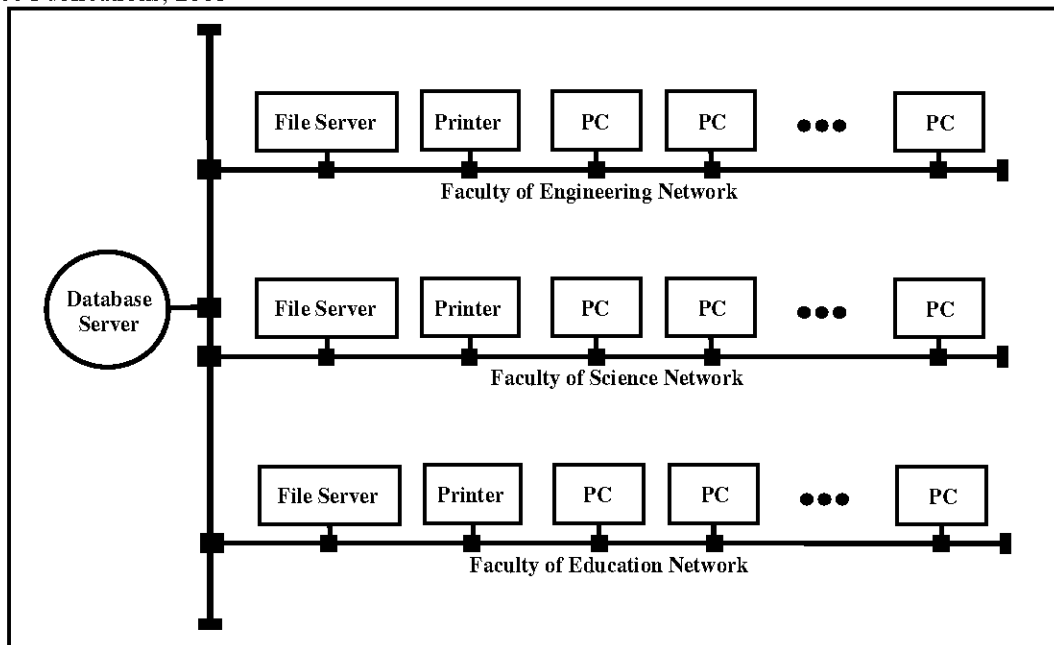 File Server Printer PC PC PC
Faculty of Engineering Network
Database
Server
File Server Printer PC PC PC
Faculty of Science Network
File Server Printer PC PC PC
Faculty of Education Network